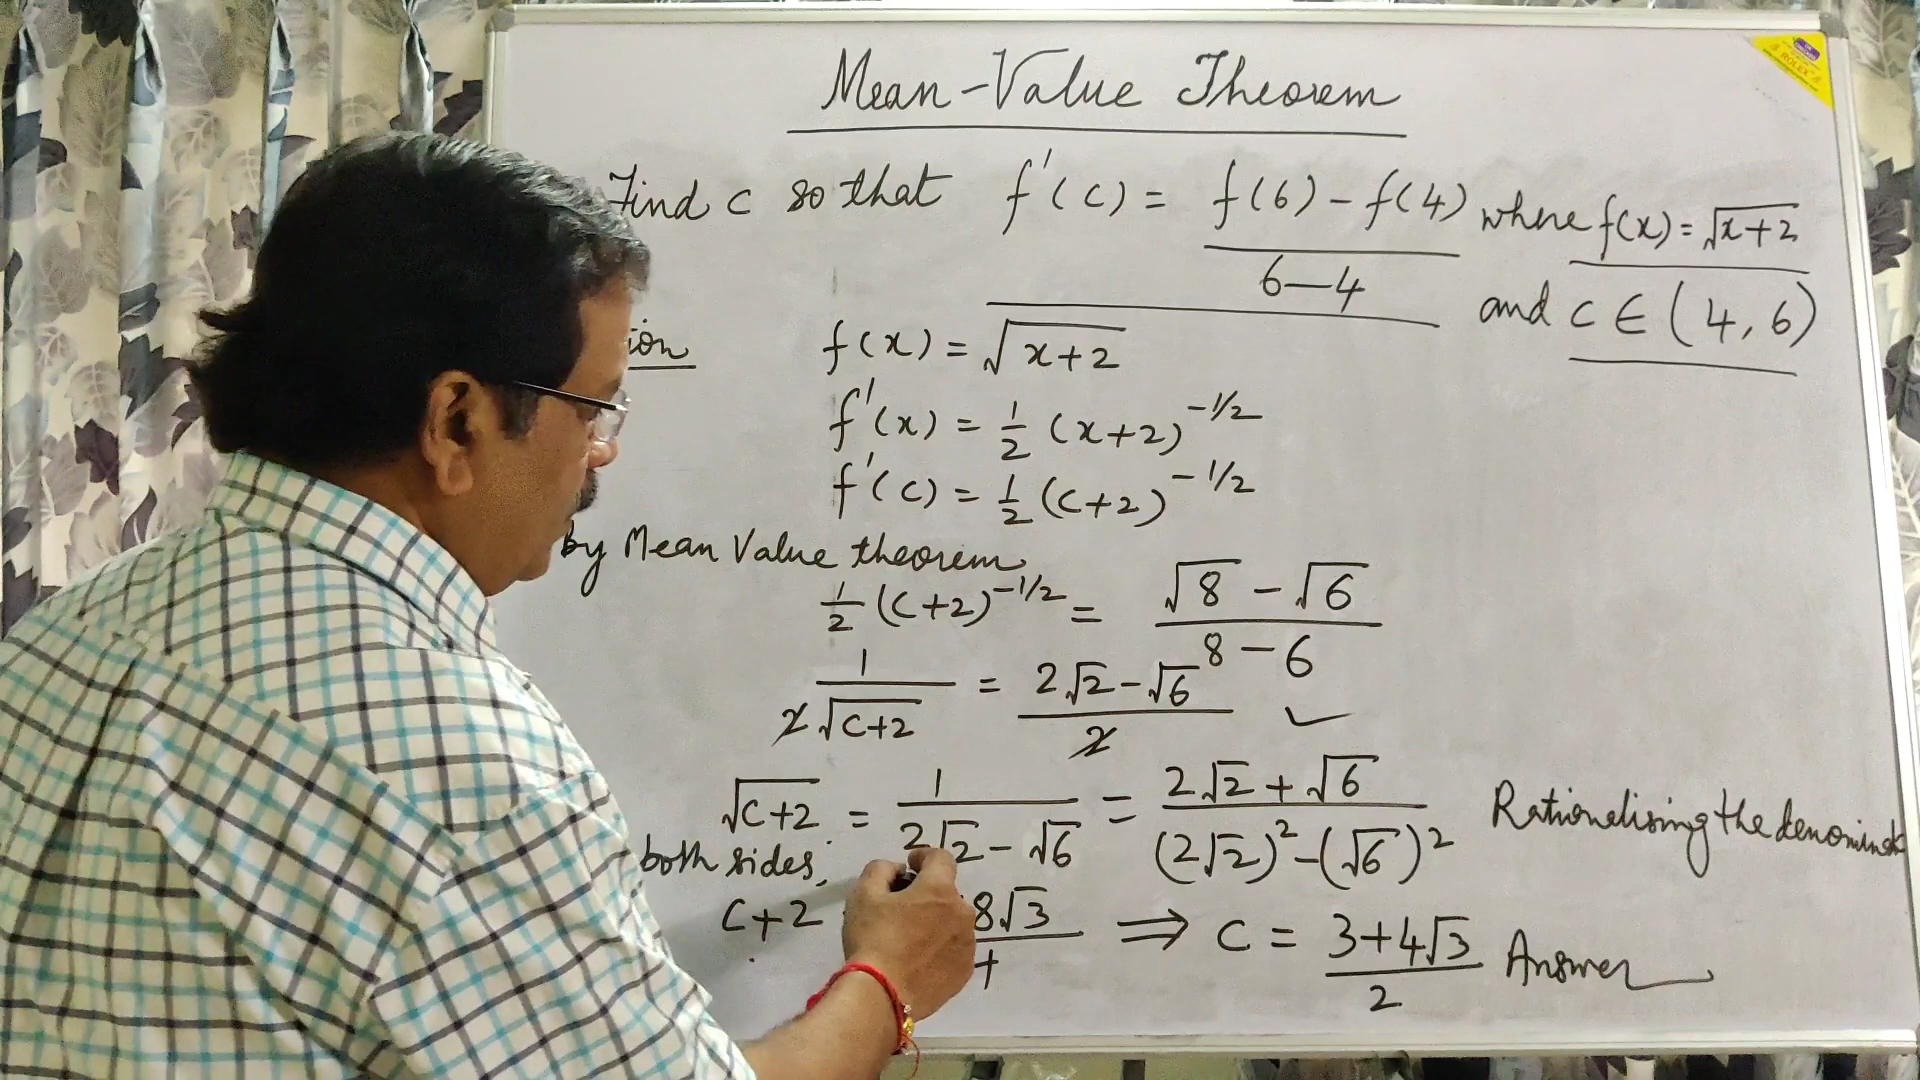 Mean-Value Theorem
Find c so that f'(c) = f(6) - f(4) / 6-4 where f(x) = √x+2
and c ∈ (4, 6)
f(x) = √x+2
f'(x) = 1/2 (x+2)^-1/2
f'(c) = 1/2 (c+2)^-1/2
by Mean Value theorem
1/2 (c+2)^-1/2 = √8 - √6 / 8-6
1 / 2√c+2 = 2√2 - √6 / 2 ✓
√c+2 = 1 / 2√2 - √6 = 2√2 + √6 / (2√2)² - (√6)² Rationalising the
both sides,
c+2 8√3 ⇒ c = 3+4√3 / 2 Answer
ROLEX